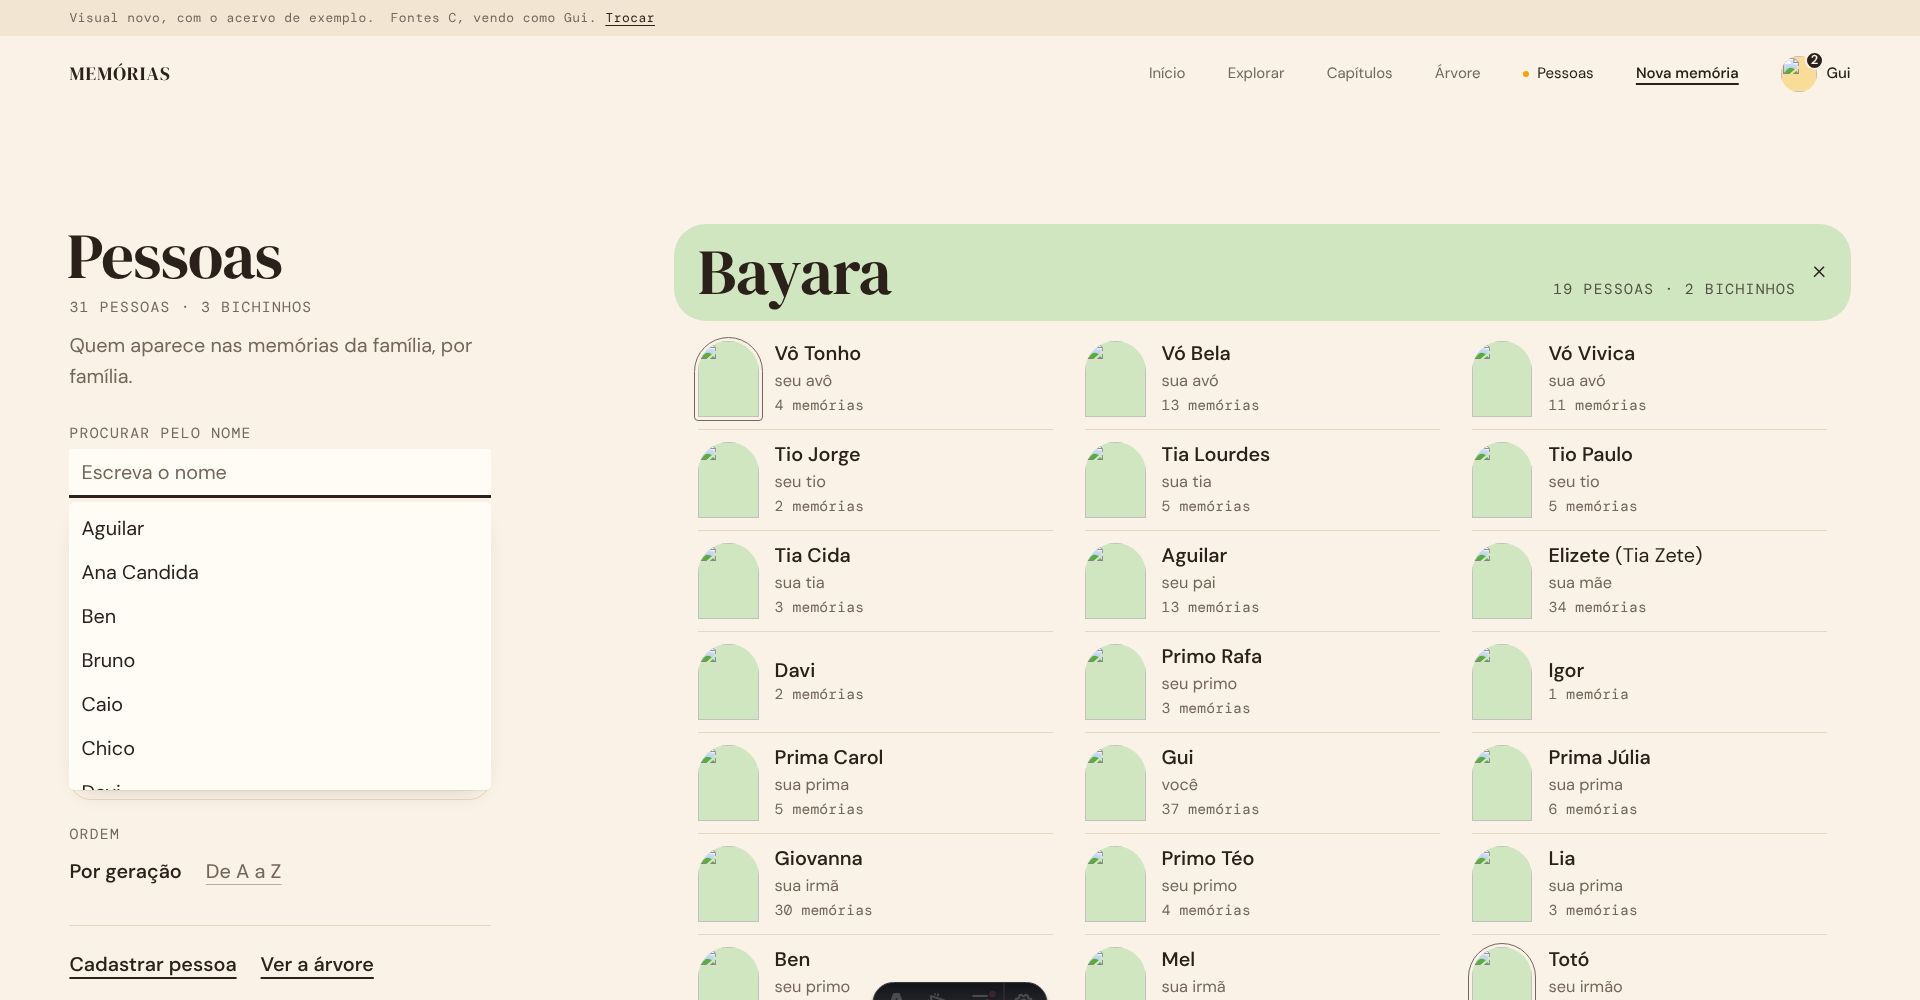 Visual novo, com o acervo de exemplo. Fontes C, vendo como Gui. Trocar
MEMÓRIAS
Início Explorar Capítulos Árvore Pessoas Nova memória 2 Gui
Pessoas
31 PESSOAS · 3 BICHINHOS
Quem aparece nas memórias da família, por
família.
PROCURAR PELO NOME
Escreva o nome
Aguilar
Ana Candida
Ben
Bruno
Caio
Chico
Davi
ORDEM
Por geração De A a Z
Cadastrar pessoa Ver a árvore
Bayara
19 PESSOAS · 2 BICHINHOS ×
Vô Tonho
seu avô
4 memórias
Vó Bela
sua avó
13 memórias
Vó Vivica
sua avó
11 memórias
Tio Jorge
seu tio
2 memórias
Tia Lourdes
sua tia
5 memórias
Tio Paulo
seu tio
5 memórias
Tia Cida
sua tia
3 memórias
Aguilar
seu pai
13 memórias
Elizete (Tia Zete)
sua mãe
34 memórias
Davi
2 memórias
Primo Rafa
seu primo
3 memórias
Igor
1 memória
Prima Carol
sua prima
5 memórias
Gui
você
37 memórias
Prima Júlia
sua prima
6 memórias
Giovanna
sua irmã
30 memórias
Primo Téo
seu primo
4 memórias
Lia
sua prima
3 memórias
Ben
seu primo
Mel
sua irmã
Totó
seu irmão